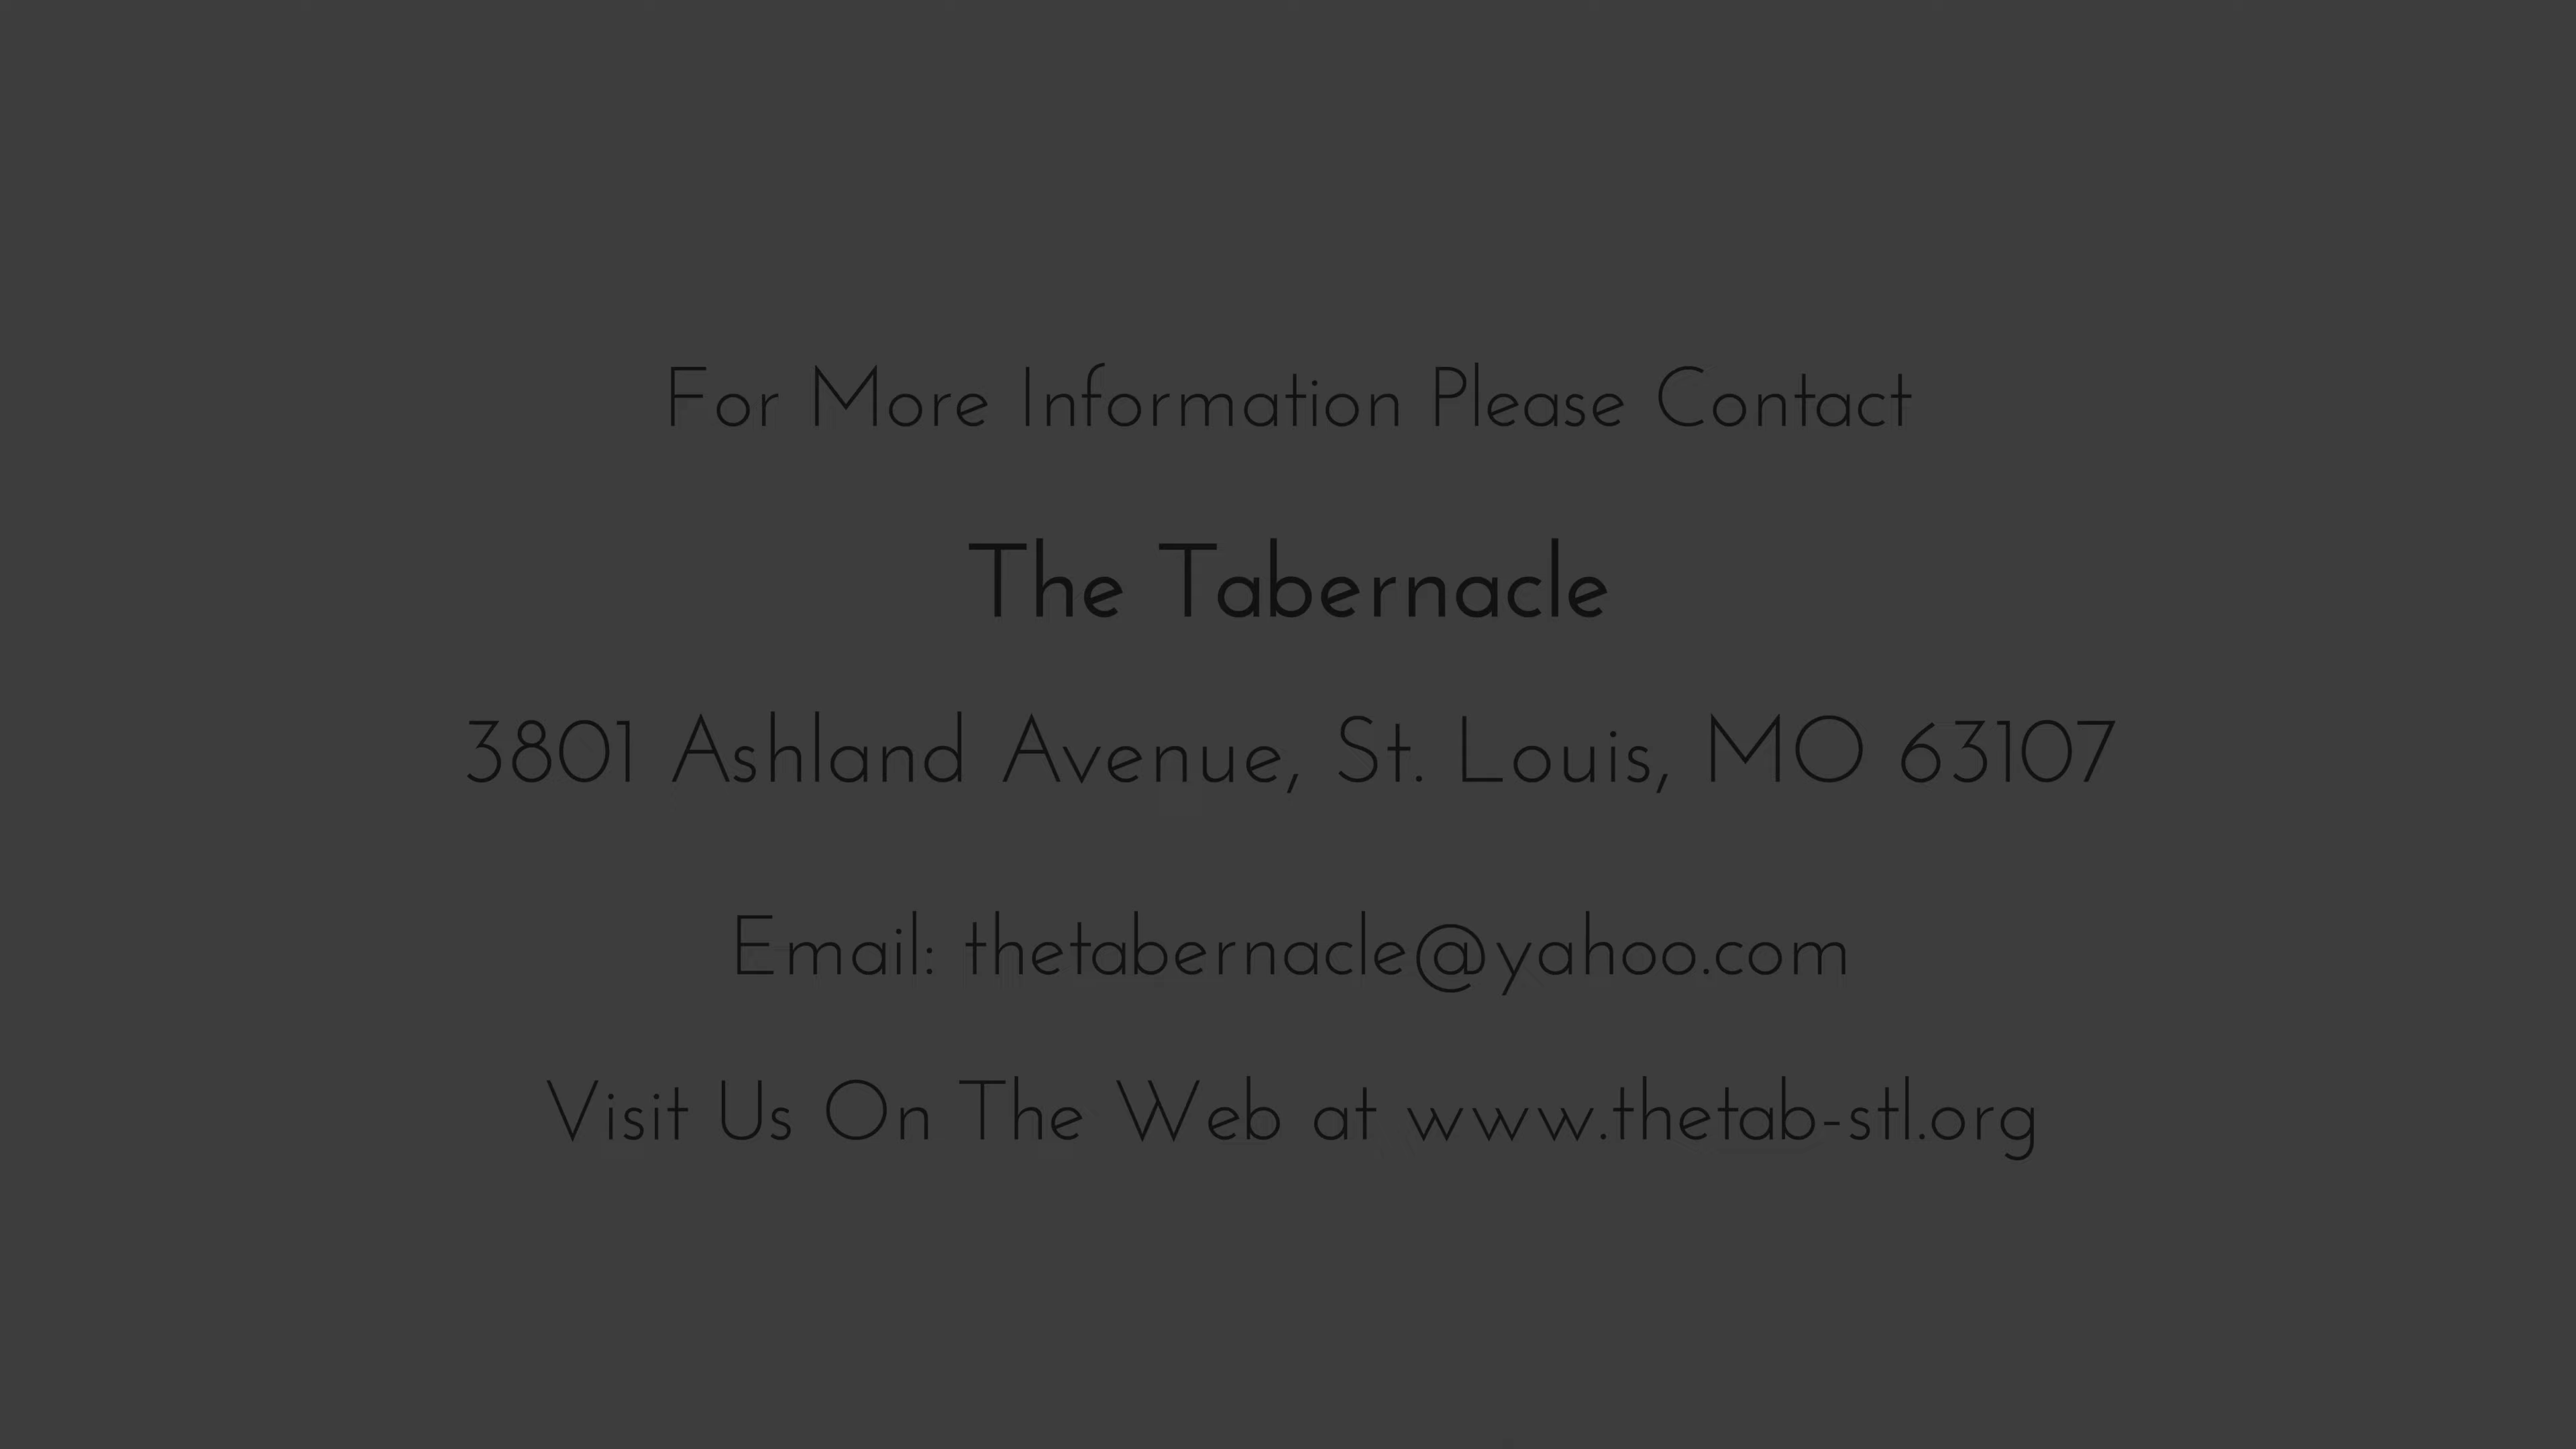 For More Information Please Contact
The Tabernacle
3801 Ashland Avenue, St. Louis, MO 63107
Email: thetabernacle@yahoo.com
Visit Us On The Web at www.thetab-stl.org